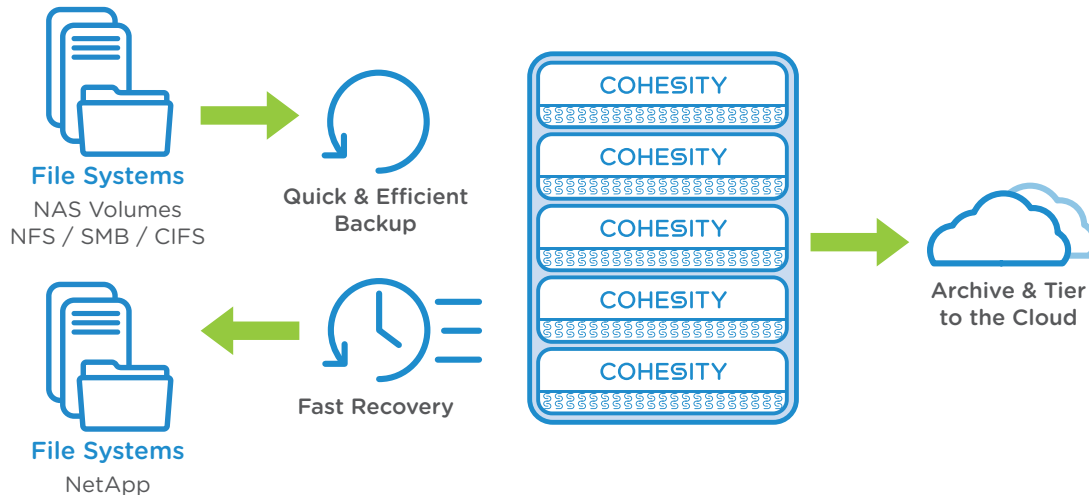 File Systems
NAS Volumes
NFS / SMB / CIFS
Quick & Efficient
Backup
File Systems
NetApp
Fast Recovery
COHESITY
COHESITY
COHESITY
COHESITY
COHESITY
Archive & Tier
to the Cloud